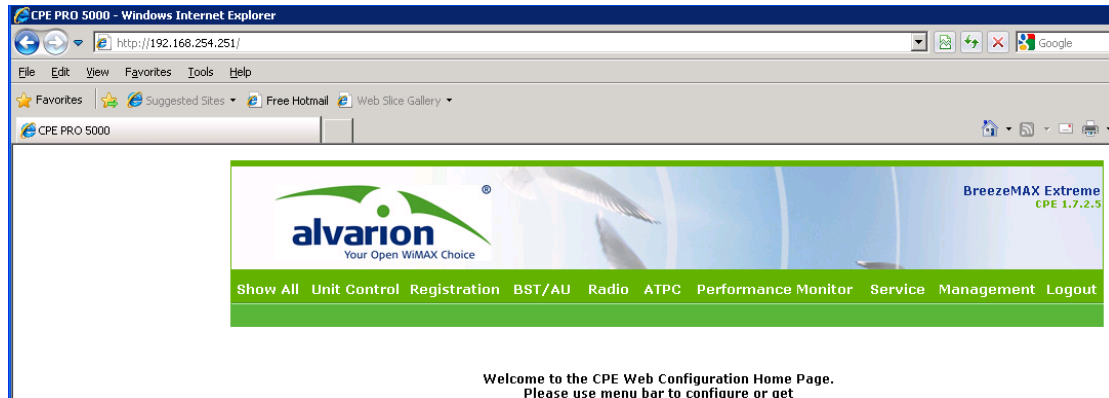 CPE PRO 5000 - Windows Internet Explorer
http://192.168.254.251/
Google
File Edit View Favorites Tools Help
Favorites Suggested Sites Free Hotmail Web Slice Gallery
CPE PRO 5000
BreezeMAX Extreme
CPE 1.7.2.5
®
alvarion
Your Open WiMAX Choice
Show All Unit Control Registration BST/AU Radio ATPC Performance Monitor Service Management Logout
Welcome to the CPE Web Configuration Home Page.
Please use menu bar to configure or get